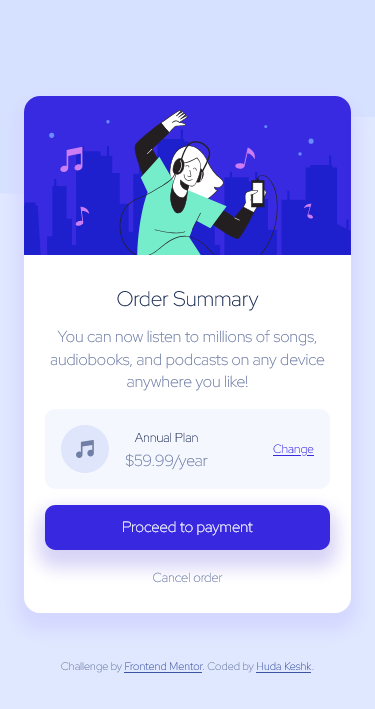 Order Summary
You can now listen to millions of songs,
audiobooks, and podcasts on any device
anywhere you like!
Annual Plan
$59.99/year
Change
Proceed to payment
Cancel order
Challenge by Frontend Mentor. Coded by Huda Keshk.